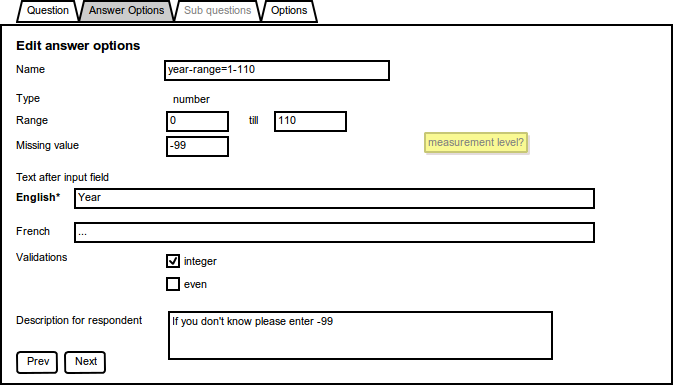 Question Answer Options Sub questions Options
Edit answer options
Name year-range=1-110
Type number
Range 0 till 110
Missing value -99 measurement level?
Text after input field
English* Year
French ...
Validations integer
even
Description for respondent If you don't know please enter -99
Prev Next